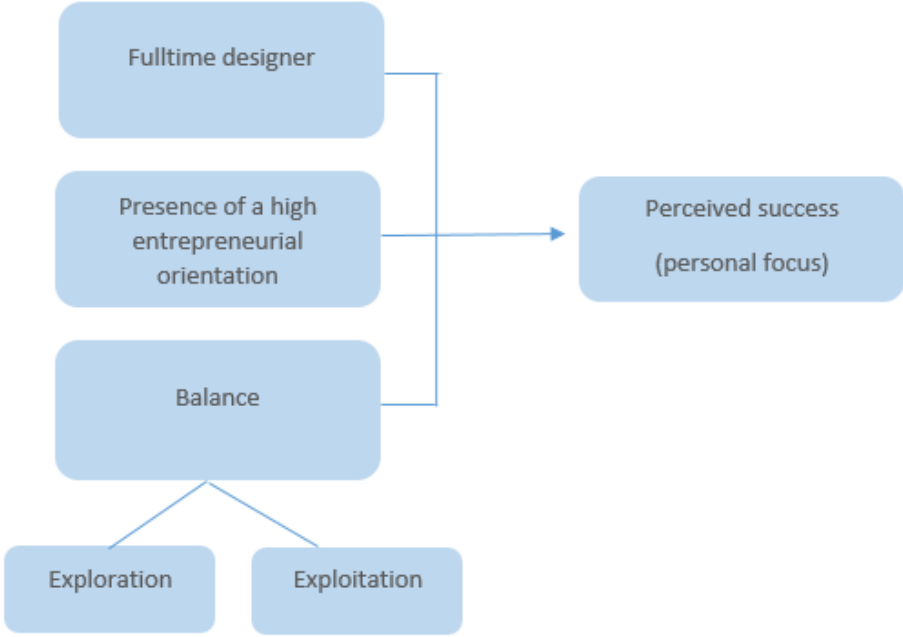 Fulltime designer
Presence of a high
entrepreneurial
orientation
Perceived success
(personal focus)
Balance
Exploration
Exploitation